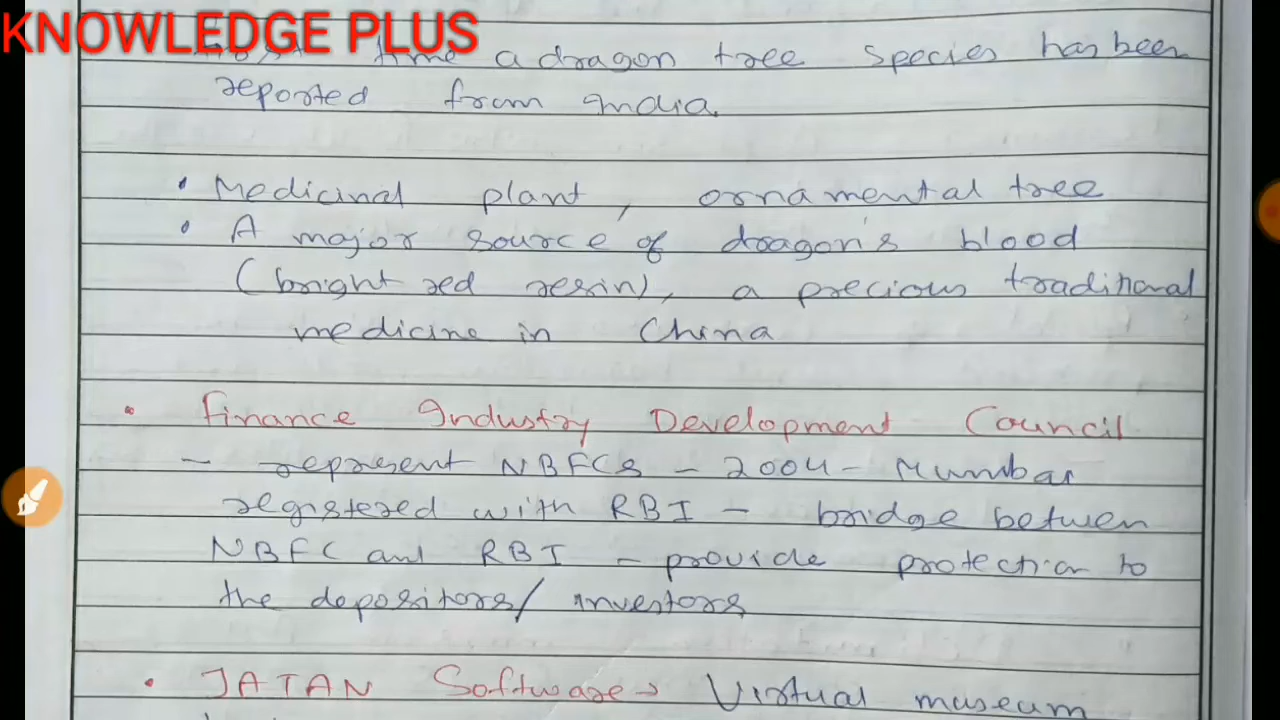 KNOWLEDGE PLUS
time a dragon tree species has been
reported from India.
• Medicinal plant, ornamental tree
• A major source of dragon's blood
(bright red resin), a precious traditional
medicine in China
• Finance Industry Development Council
- represent NBFCS - 2004 - Mumbai
registered with RBI - bridge betwen
NBFC and RBI - provide protection to
the depositors/ investors
• JATAN Software → Virtual museum